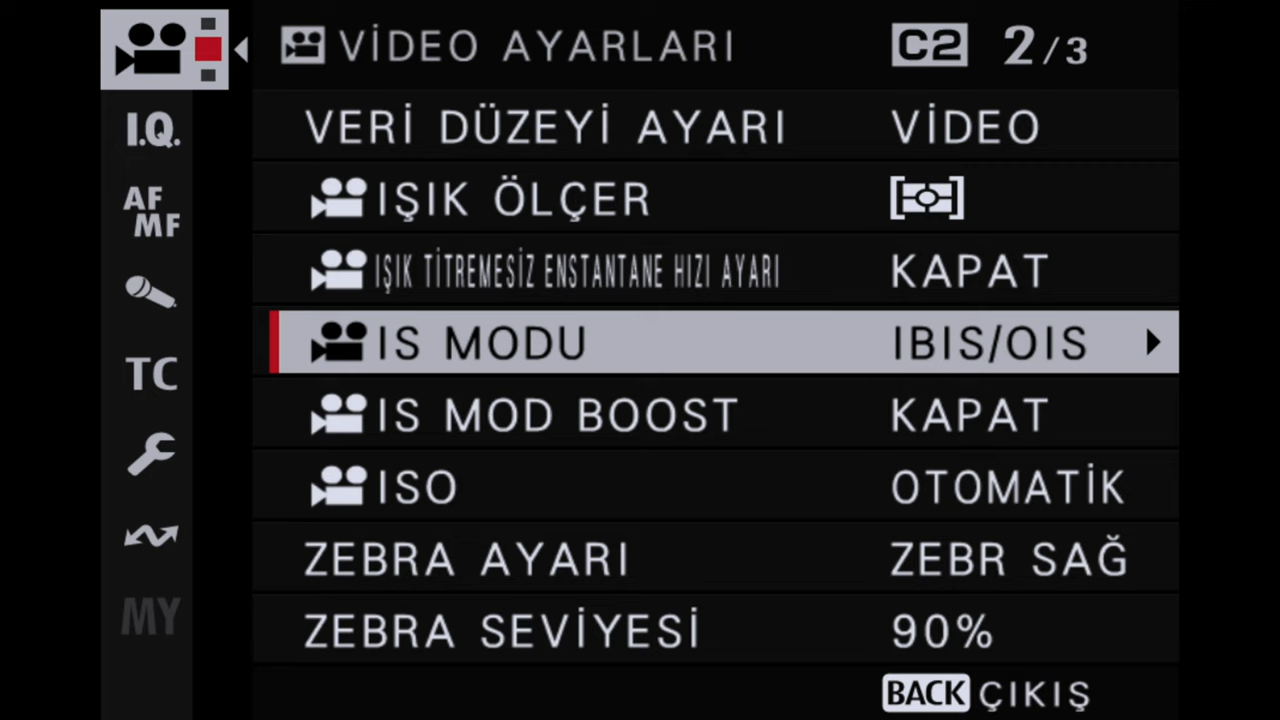 VİDEO AYARLARI C2 2/3
I.Q.
VERİ DÜZEYİ AYARI VİDEO
AF
MF
IŞIK ÖLÇER
IŞIK TİTREMESİZ ENSTANTANE HIZI AYARI KAPAT
IS MODU IBIS/OIS
TC
IS MOD BOOST KAPAT
ISO OTOMATİK
ZEBRA AYARI ZEBR SAĞ
MY
ZEBRA SEVİYESİ 90%
BACK ÇIKIŞ